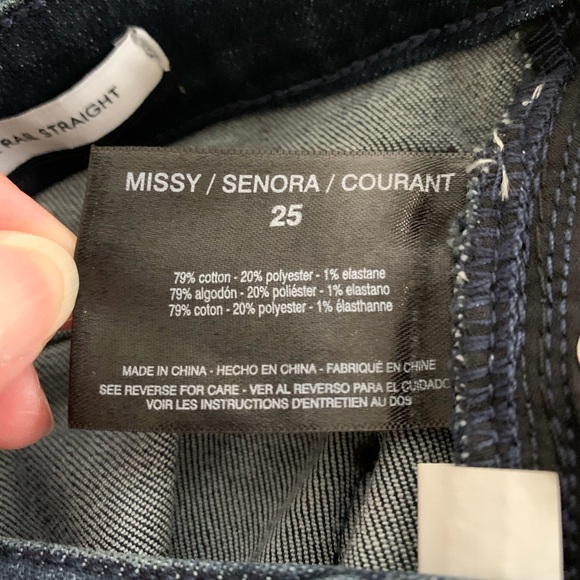 RAIL STRAIGHT
MISSY / SENORA / COURANT
25
79% cotton - 20% polyester - 1% elastane
79% algodón - 20% poliéster - 1% elastano
79% coton - 20% polyester - 1% élasthanne
MADE IN CHINA - HECHO EN CHINA - FABRIQUÉ EN CHINE
SEE REVERSE FOR CARE - VER AL REVERSO PARA EL CUIDADO
VOIR LES INSTRUCTIONS D'ENTRETIEN AU DOS